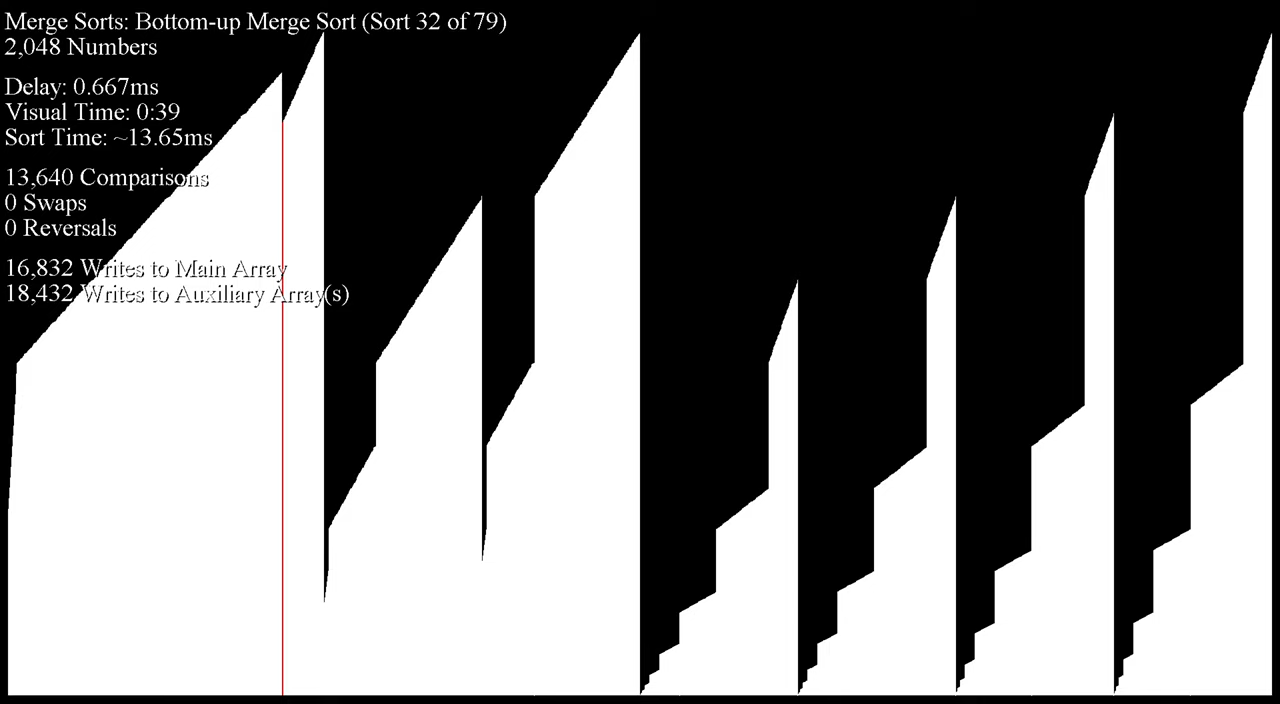 Merge Sorts: Bottom-up Merge Sort (Sort 32 of 79)
2,048 Numbers
Delay: 0.667ms
Visual Time: 0:39
Sort Time: ~13.65ms
13,640 Comparisons
0 Swaps
0 Reversals
16,832 Writes to Main Array
18,432 Writes to Auxiliary Array(s)